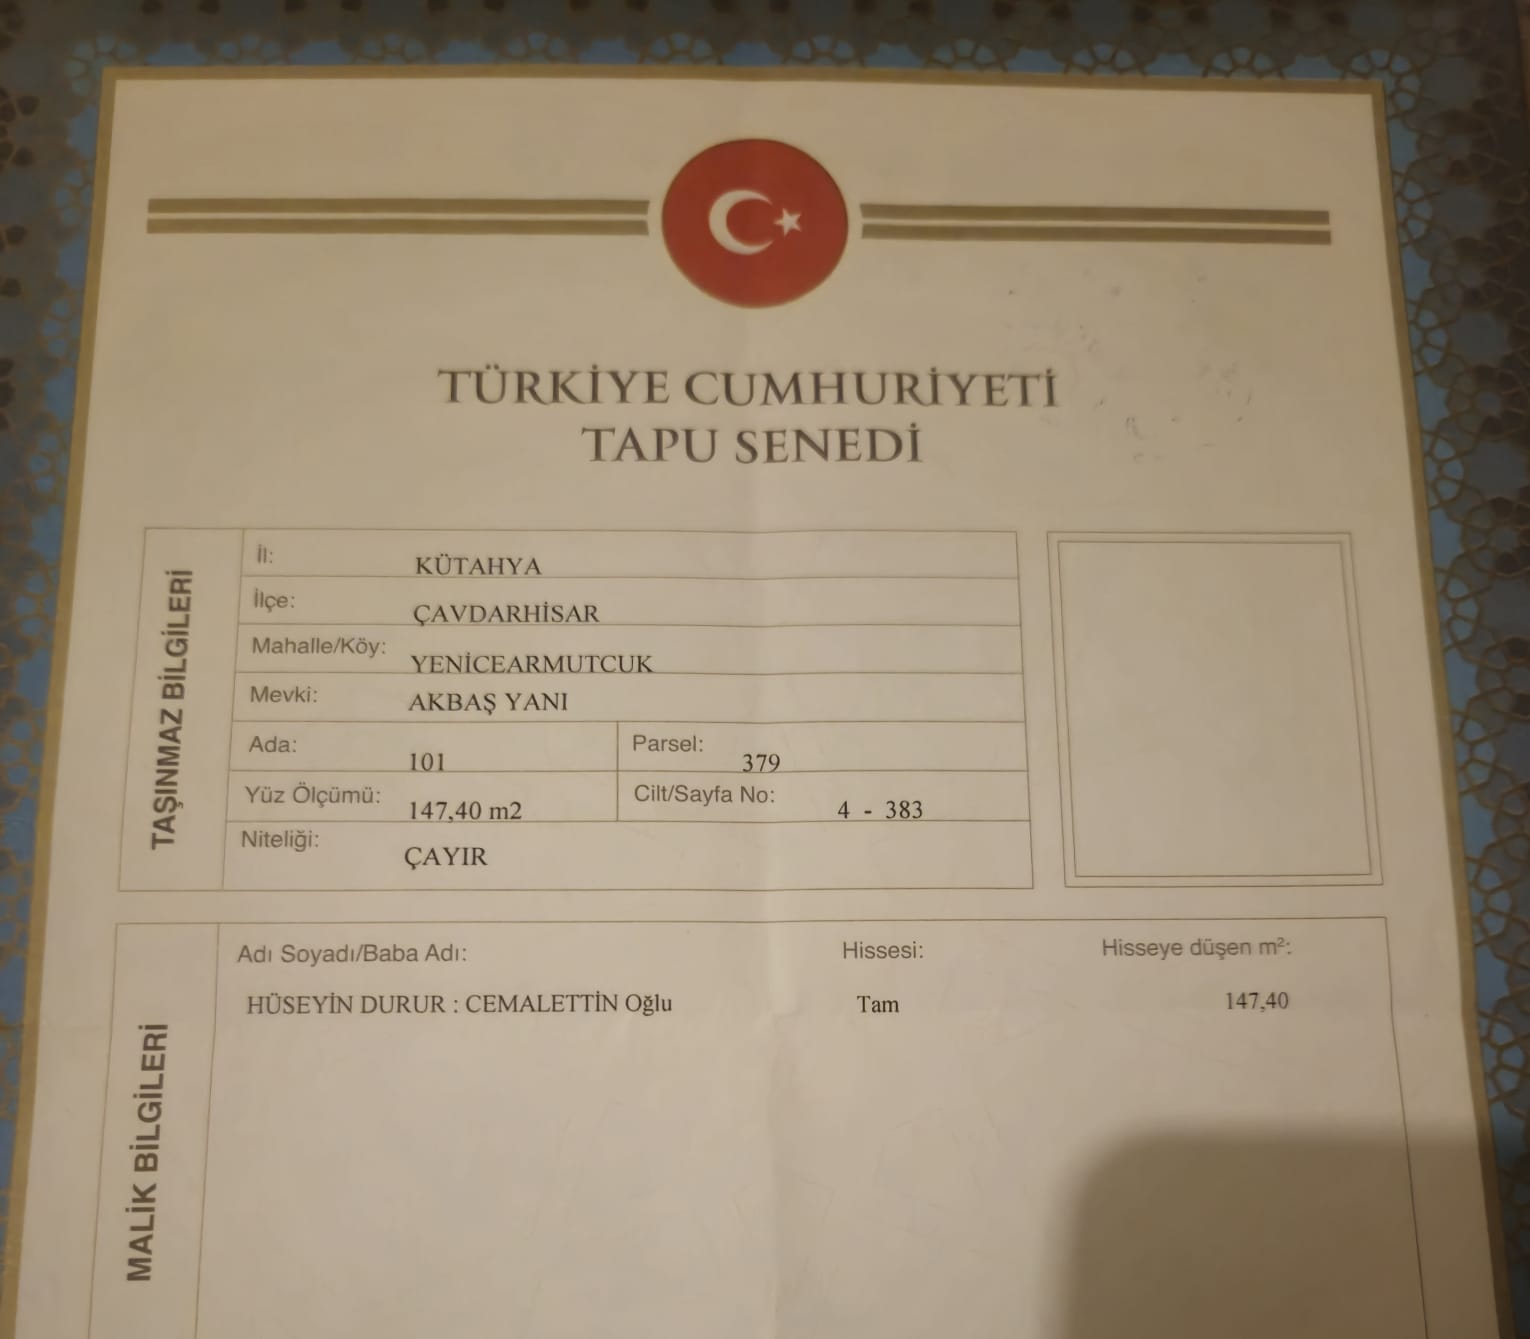 TÜRKİYE CUMHURİYETİ
TAPU SENEDİ
TAŞINMAZ BİLGİLERİ
İl: KÜTAHYA
İlçe: ÇAVDARHİSAR
Mahalle/Köy: YENİCEARMUTCUK
Mevki: AKBAŞ YANI
Ada: 101 Parsel: 379
Yüz Ölçümü: 147,40 m2 Cilt/Sayfa No: 4 - 383
Niteliği: ÇAYIR
MALİK BİLGİLERİ
Adı Soyadı/Baba Adı: Hissesi: Hisseye düşen m²:
HÜSEYİN DURUR : CEMALETTİN Oğlu Tam 147,40